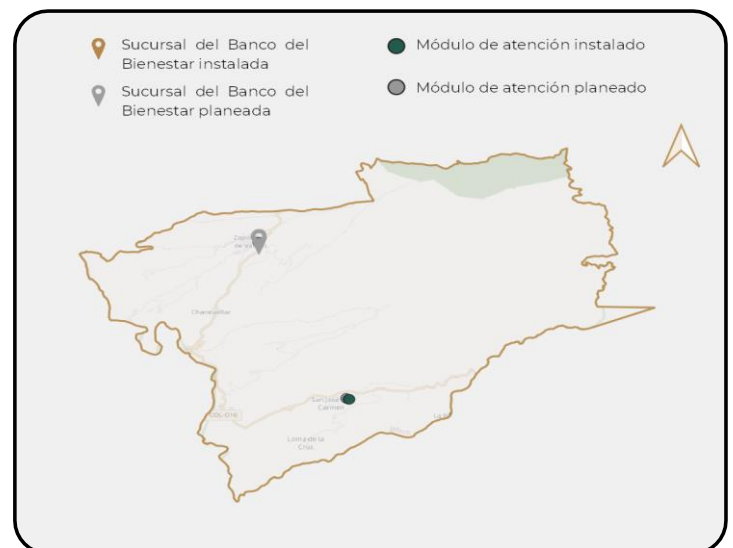 Sucursal del Banco del
Bienestar instalada
Módulo de atención instalado
Sucursal del Banco del
Bienestar planeada
Módulo de atención planeado
Carmen
Loma de la
Cruz